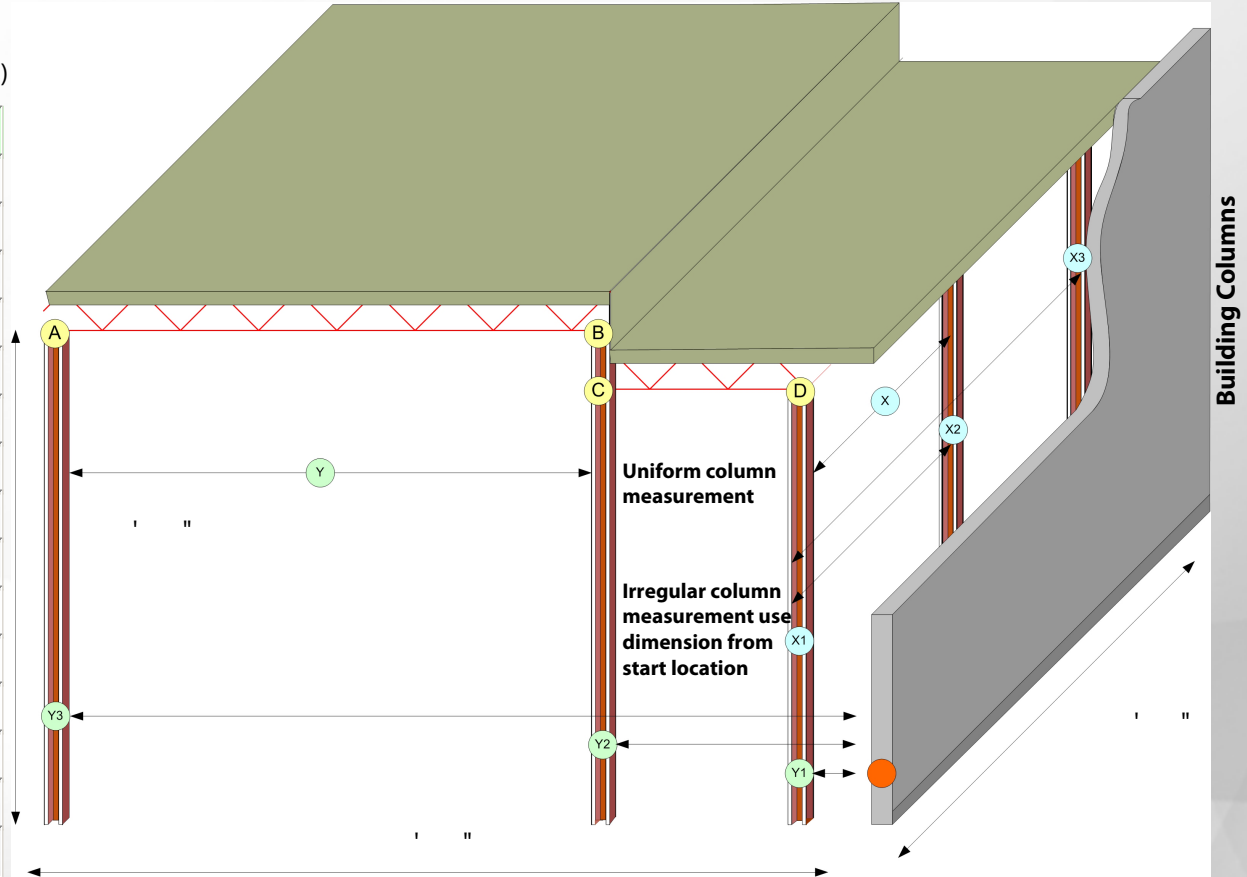 )
X3
A
B
C
D
X
X2
Y
Uniform column
measurement
' "
Irregular column
measurement use
dimension from
start location
X1
Y3
Y2
Y1
' "
' "
Building Columns